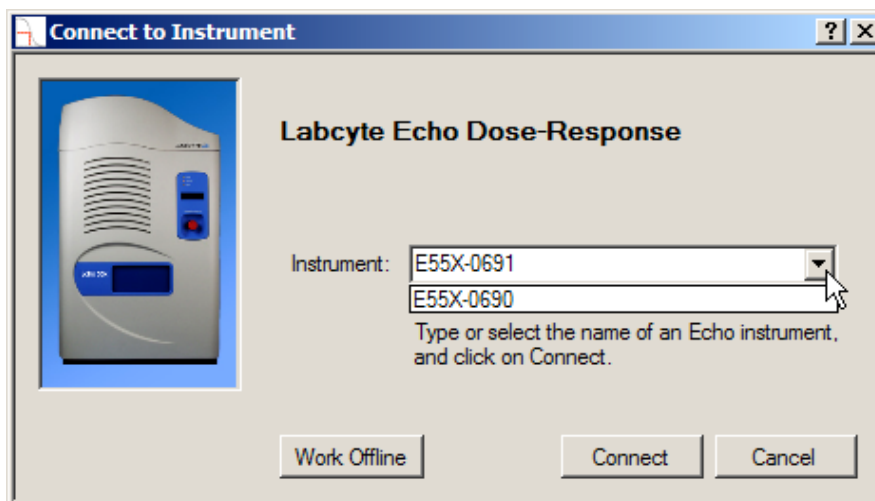 Connect to Instrument
Labcyte Echo Dose-Response
Instrument: E55X-0691
E55X-0690
Type or select the name of an Echo instrument,
and click on Connect.
Work Offline Connect Cancel